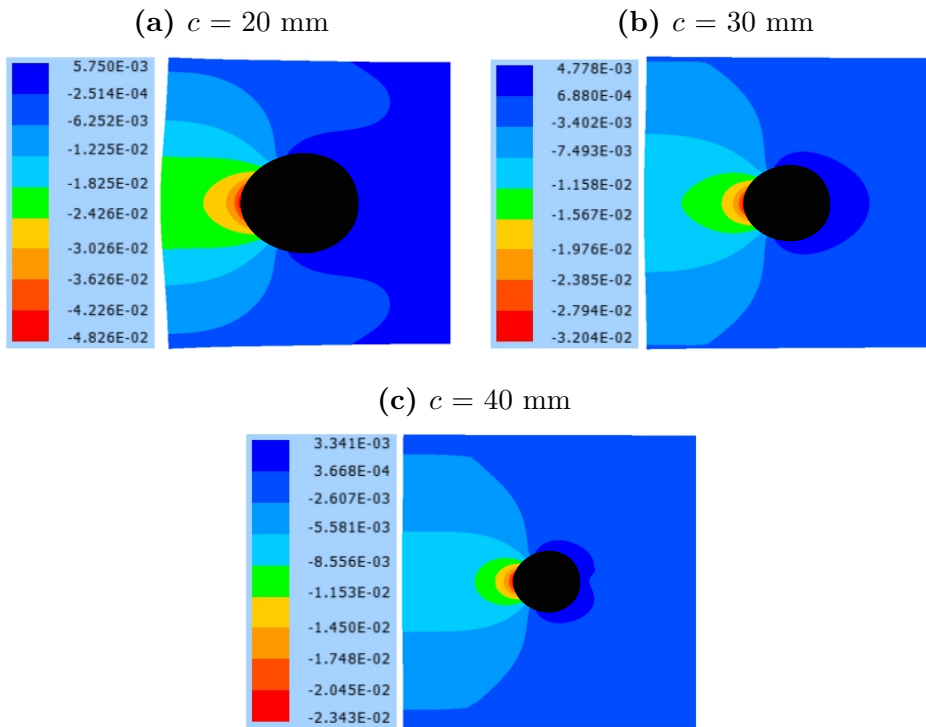 (a) c = 20 mm
5.750E-03
-2.514E-04
-6.252E-03
-1.225E-02
-1.825E-02
-2.426E-02
-3.026E-02
-3.626E-02
-4.226E-02
-4.826E-02
(b) c = 30 mm
4.778E-03
6.880E-04
-3.402E-03
-7.493E-03
-1.158E-02
-1.567E-02
-1.976E-02
-2.385E-02
-2.794E-02
-3.204E-02
(c) c = 40 mm
3.341E-03
3.668E-04
-2.607E-03
-5.581E-03
-8.556E-03
-1.153E-02
-1.450E-02
-1.748E-02
-2.045E-02
-2.343E-02